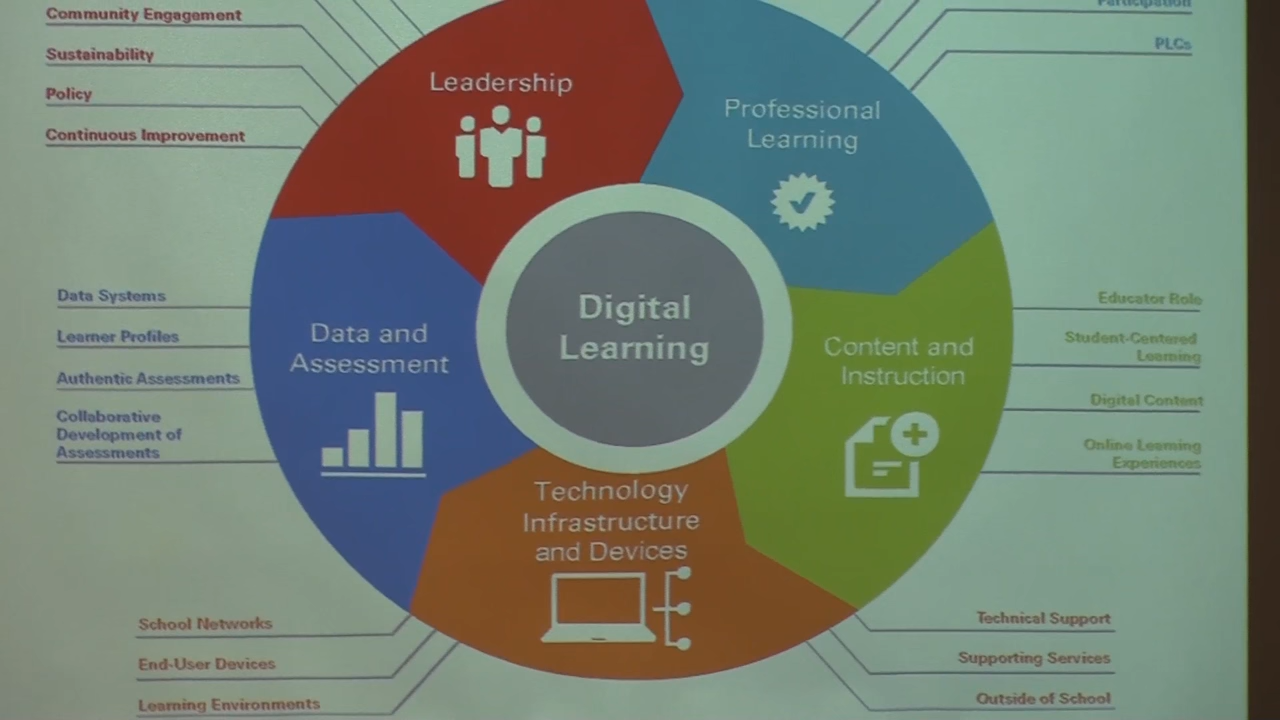 Community Engagement
Sustainability
Policy
Continuous Improvement
Participation
PLCs
Leadership
Professional
Learning
Digital
Learning
Data Systems
Learner Profiles
Authentic Assessments
Collaborative
Development of
Assessments
Data and
Assessment
Content and
Instruction
Educator Role
Student-Centered
Learning
Digital Content
Online Learning
Experiences
Technology
Infrastructure
and Devices
School Networks
End-User Devices
Learning Environments
Technical Support
Supporting Services
Outside of School